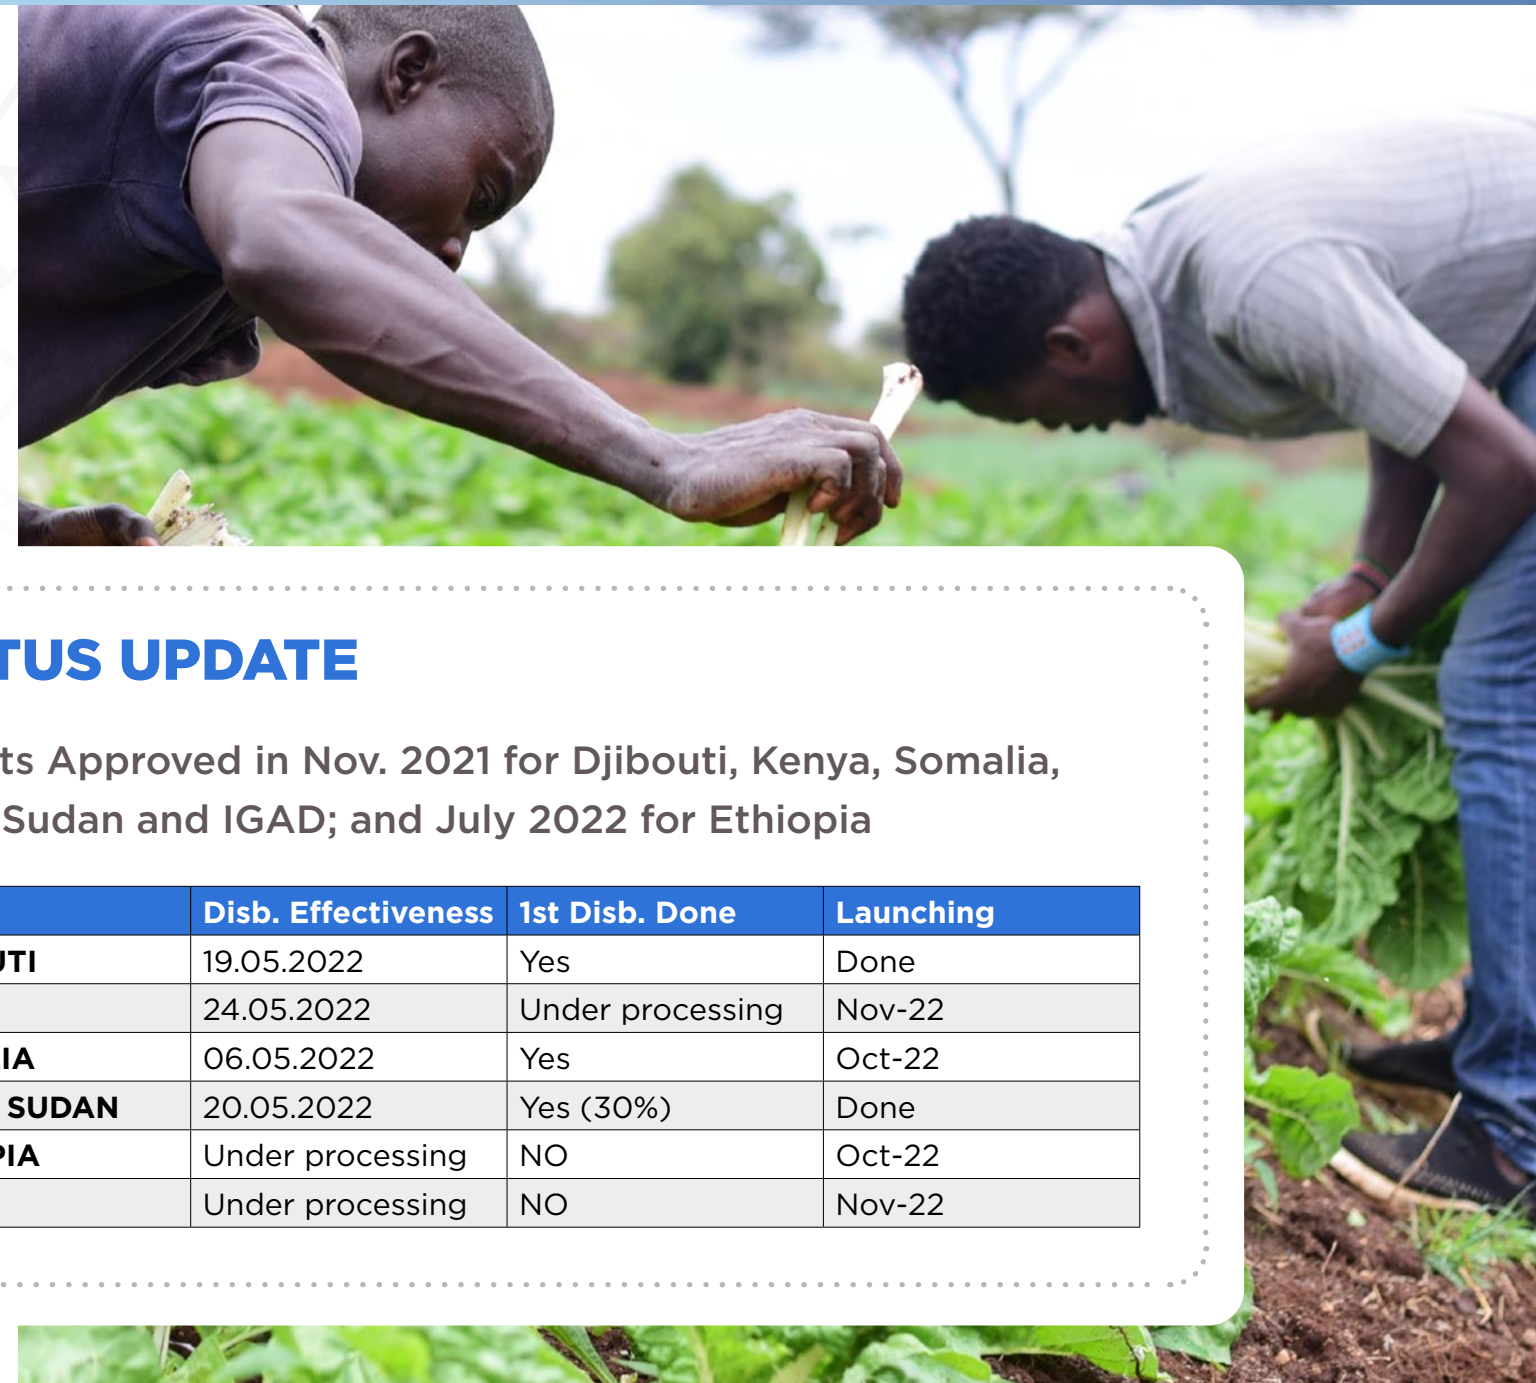 TUS UPDATE
ts Approved in Nov. 2021 for Djibouti, Kenya, Somalia,
Sudan and IGAD; and July 2022 for Ethiopia
Disb. Effectiveness 1st Disb. Done Launching
UTI 19.05.2022 Yes Done
24.05.2022 Under processing Nov-22
IA 06.05.2022 Yes Oct-22
SUDAN 20.05.2022 Yes (30%) Done
PIA Under processing NO Oct-22
Under processing NO Nov-22